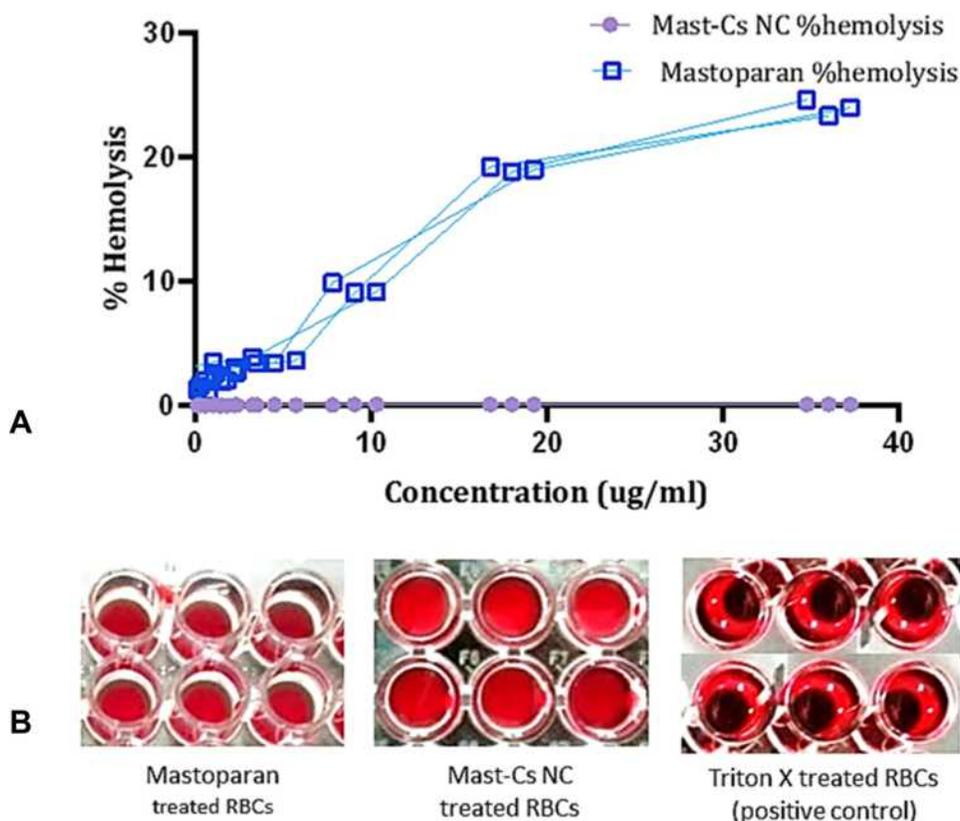 30
Mast-Cs NC %hemolysis
Mastoparan %hemolysis
20
% Hemolysis
10
0
0 10 20 30 40
A
Concentration (ug/ml)
B
Mastoparan
treated RBCs
Mast-Cs NC
treated RBCs
Triton X treated RBCs
(positive control)